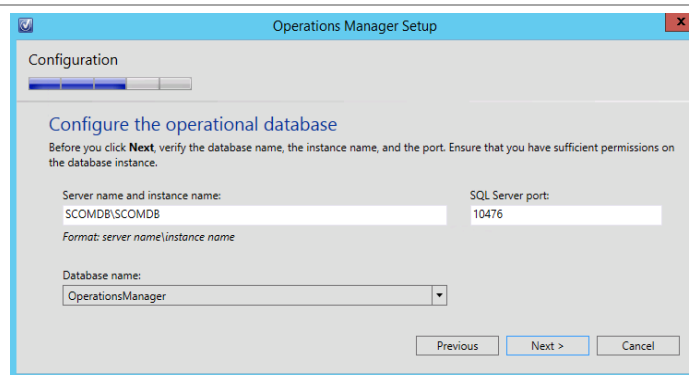 Operations Manager Setup
x
Configuration
Configure the operational database
Before you click Next, verify the database name, the instance name, and the port. Ensure that you have sufficient permissions on
the database instance.
Server name and instance name:
SQL Server port:
SCOMDB\SCOMDB
10476
Format: server name\instance name
Database name:
OperationsManager
Previous
Next >
Cancel